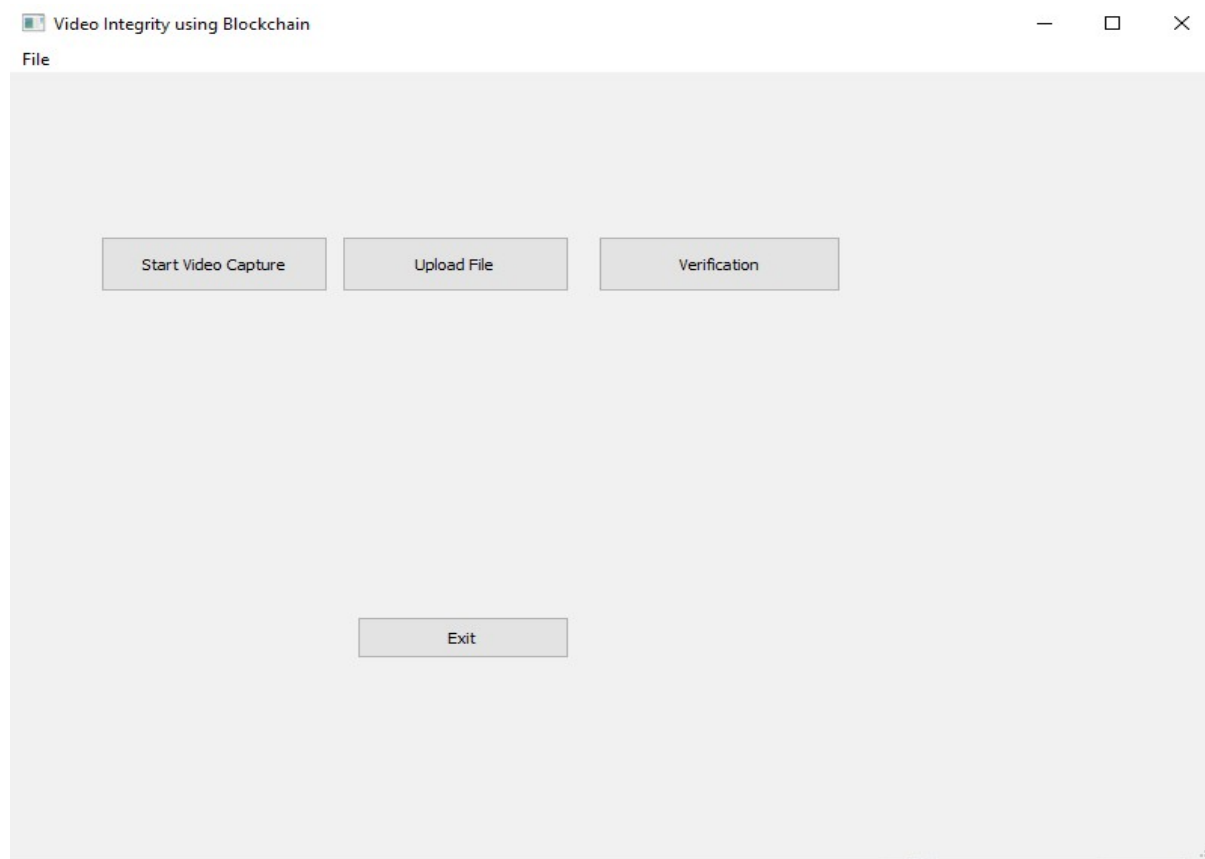 Video Integrity using Blockchain
File
Start Video Capture
Upload File
Verification
Exit